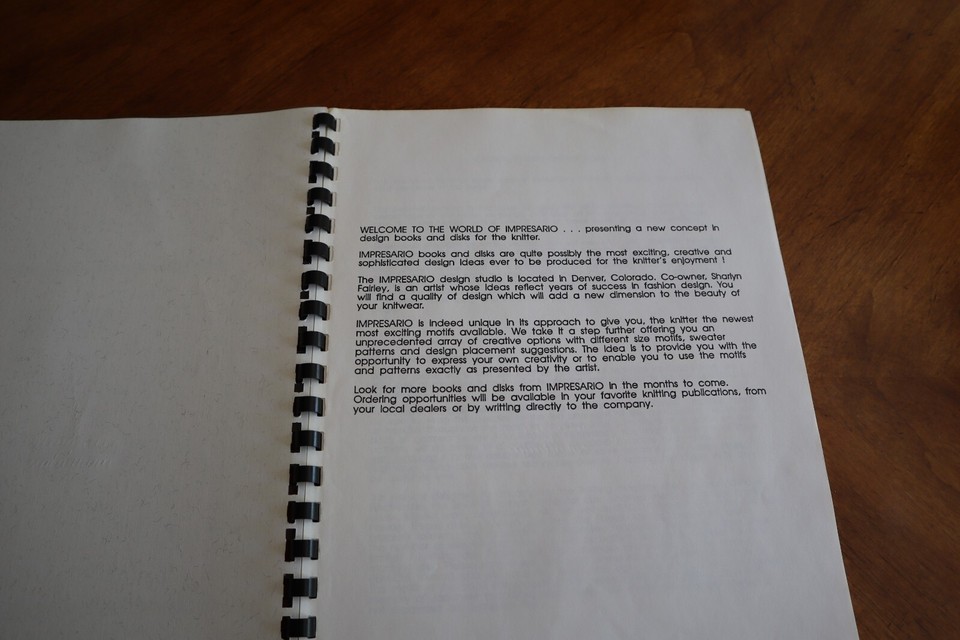 WELCOME TO THE WORLD OF IMPRESARIO . . . presenting a new concept in
design books and disks for the knitter.
IMPRESARIO books and disks are quite possibly the most exciting, creative and
sophisticated design ideas ever to be produced for the knitter's enjoyment !
The IMPRESARIO design studio is located in Denver, Colorado. Co-owner, Sharlyn
Fairley, is an artist whose ideas reflect years of success in fashion design. You
will find a quality of design which will add a new dimension to the beauty of
your knitwear.
IMPRESARIO is indeed unique in its approach to give you, the knitter the newest
most exciting motifs available. We take it a step further offering you an
unprecedented array of creative options with different size motifs, sweater
patterns and design placement suggestions. The idea is to provide you with the
opportunity to express your own creativity or to enable you to use the motifs
and patterns exactly as presented by the artist.
Look for more books and disks from IMPRESARIO in the months to come.
Ordering opportunities will be available in your favorite knitting publications, from
your local dealers or by writting directly to the company.